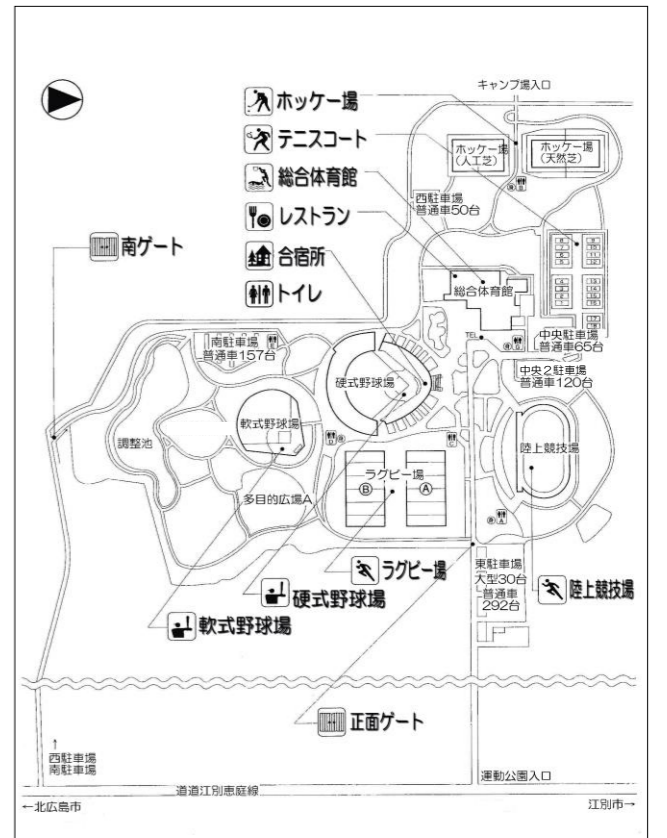 キャンプ場入口
ホッケー場
テニスコート
総合体育館
レストラン
合宿所
トイレ
南ゲート
ホッケー場
(人工芝)
ホッケー場
(天然芝)
西駐車場
普通車50台
総合体育館
TEL
中央駐車場
普通車65台
中央2駐車場
普通車120台
南駐車場
普通車157台
硬式野球場
軟式野球場
調整池
多目的広場A
ラグビー場
B
A
陸上競技場
東駐車場
大型30台
普通車
292台
ラグビー場
硬式野球場
軟式野球場
陸上競技場
正面ゲート
↑
西駐車場
南駐車場
運動公園入口
道道江別恵庭線
←北広島市
江別市→